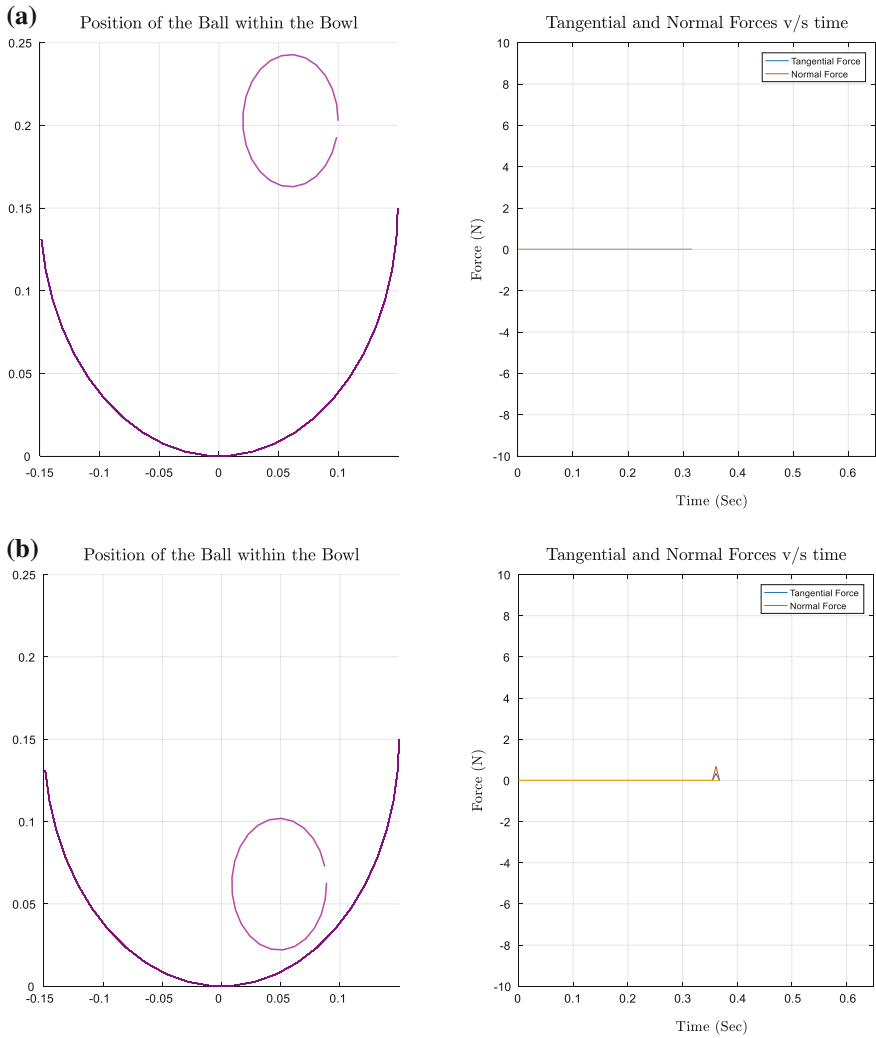 (a)
Position of the Ball within the Bowl
0.25
0.2
0.15
0.1
0.05
0
-0.15 -0.1 -0.05 0 0.05 0.1
Tangential and Normal Forces v/s time
Tangential Force
Normal Force
Force (N)
10
8
6
4
2
0
-2
-4
-6
-8
-10
0 0.1 0.2 0.3 0.4 0.5 0.6
Time (Sec)
(b)
Position of the Ball within the Bowl
0.25
0.2
0.15
0.1
0.05
0
-0.15 -0.1 -0.05 0 0.05 0.1
Tangential and Normal Forces v/s time
Tangential Force
Normal Force
Force (N)
10
8
6
4
2
0
-2
-4
-6
-8
-10
0 0.1 0.2 0.3 0.4 0.5 0.6
Time (Sec)